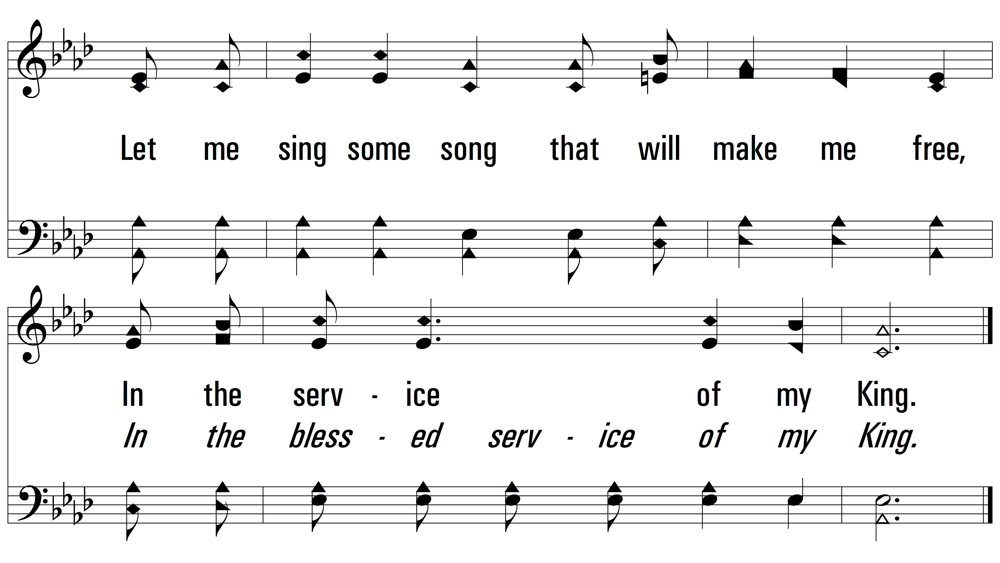 Let me sing some song that will make me free,
In the serv - ice of my King.
In the bless - ed serv - ice of my King.